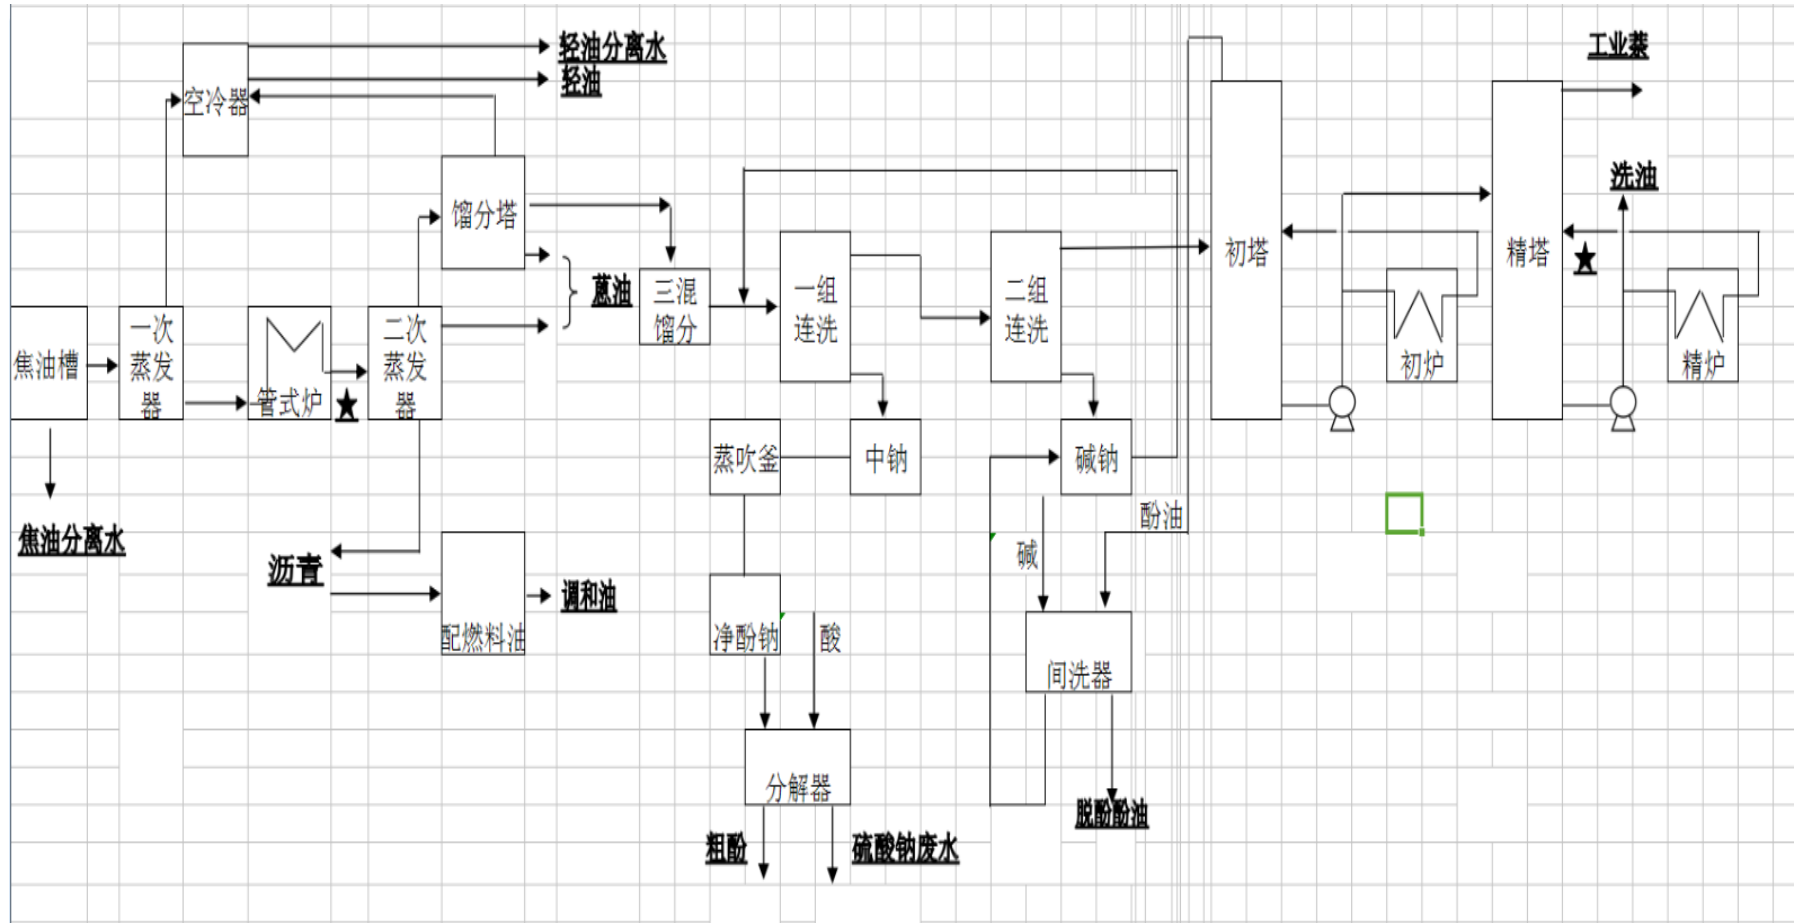 轻油分离水
工业萘
轻油
空冷器
洗油
馏分塔
初塔
精塔
蒽油
三混
馏分
一组
连洗
二组
连洗
焦油槽
一次
蒸发
器
管式炉
★
二次
蒸发
器
★
初炉
精炉
蒸吹釜
中钠
碱钠
酚油
焦油分离水
沥青
碱
调和油
配燃料油
净酚钠
酸
间洗器
分解器
脱酚酚油
粗酚
硫酸钠废水